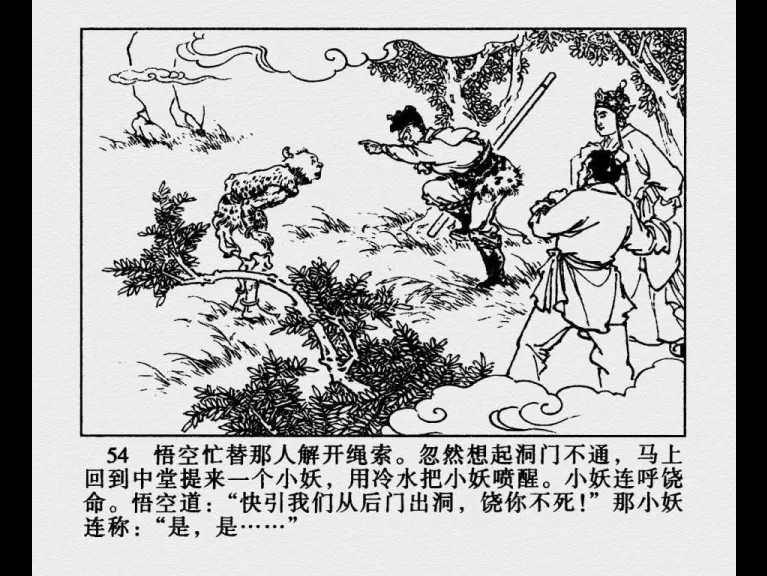 54 悟空忙替那人解开绳索。忽然想起洞门不通，马上
回到中堂提来一个小妖，用冷水把小妖喷醒。小妖连呼饶
命。悟空道：“快引我们从后门出洞，饶你不死！”那小妖
连称：“是，是……”